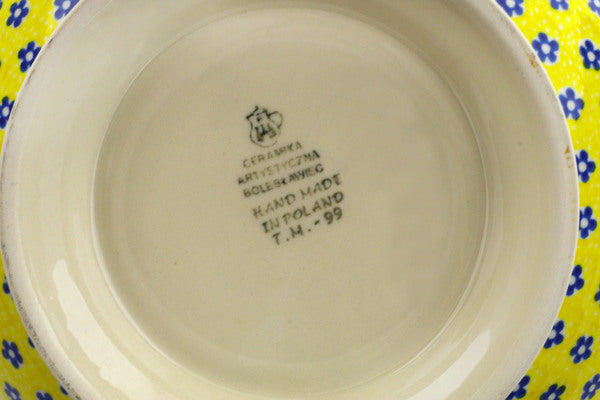 CERAMIKA
ARTYSTYCZNA
BOLESŁAWIEC
HAND MADE
IN POLAND
T.M.-99